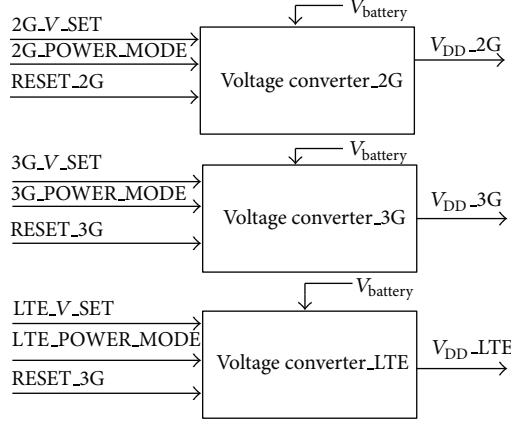 V_battery
2G_V_SET
2G_POWER_MODE
RESET_2G
Voltage converter_2G
V_DD_2G
V_battery
3G_V_SET
3G_POWER_MODE
RESET_3G
Voltage converter_3G
V_DD_3G
V_battery
LTE_V_SET
LTE_POWER_MODE
RESET_3G
Voltage converter_LTE
V_DD_LTE